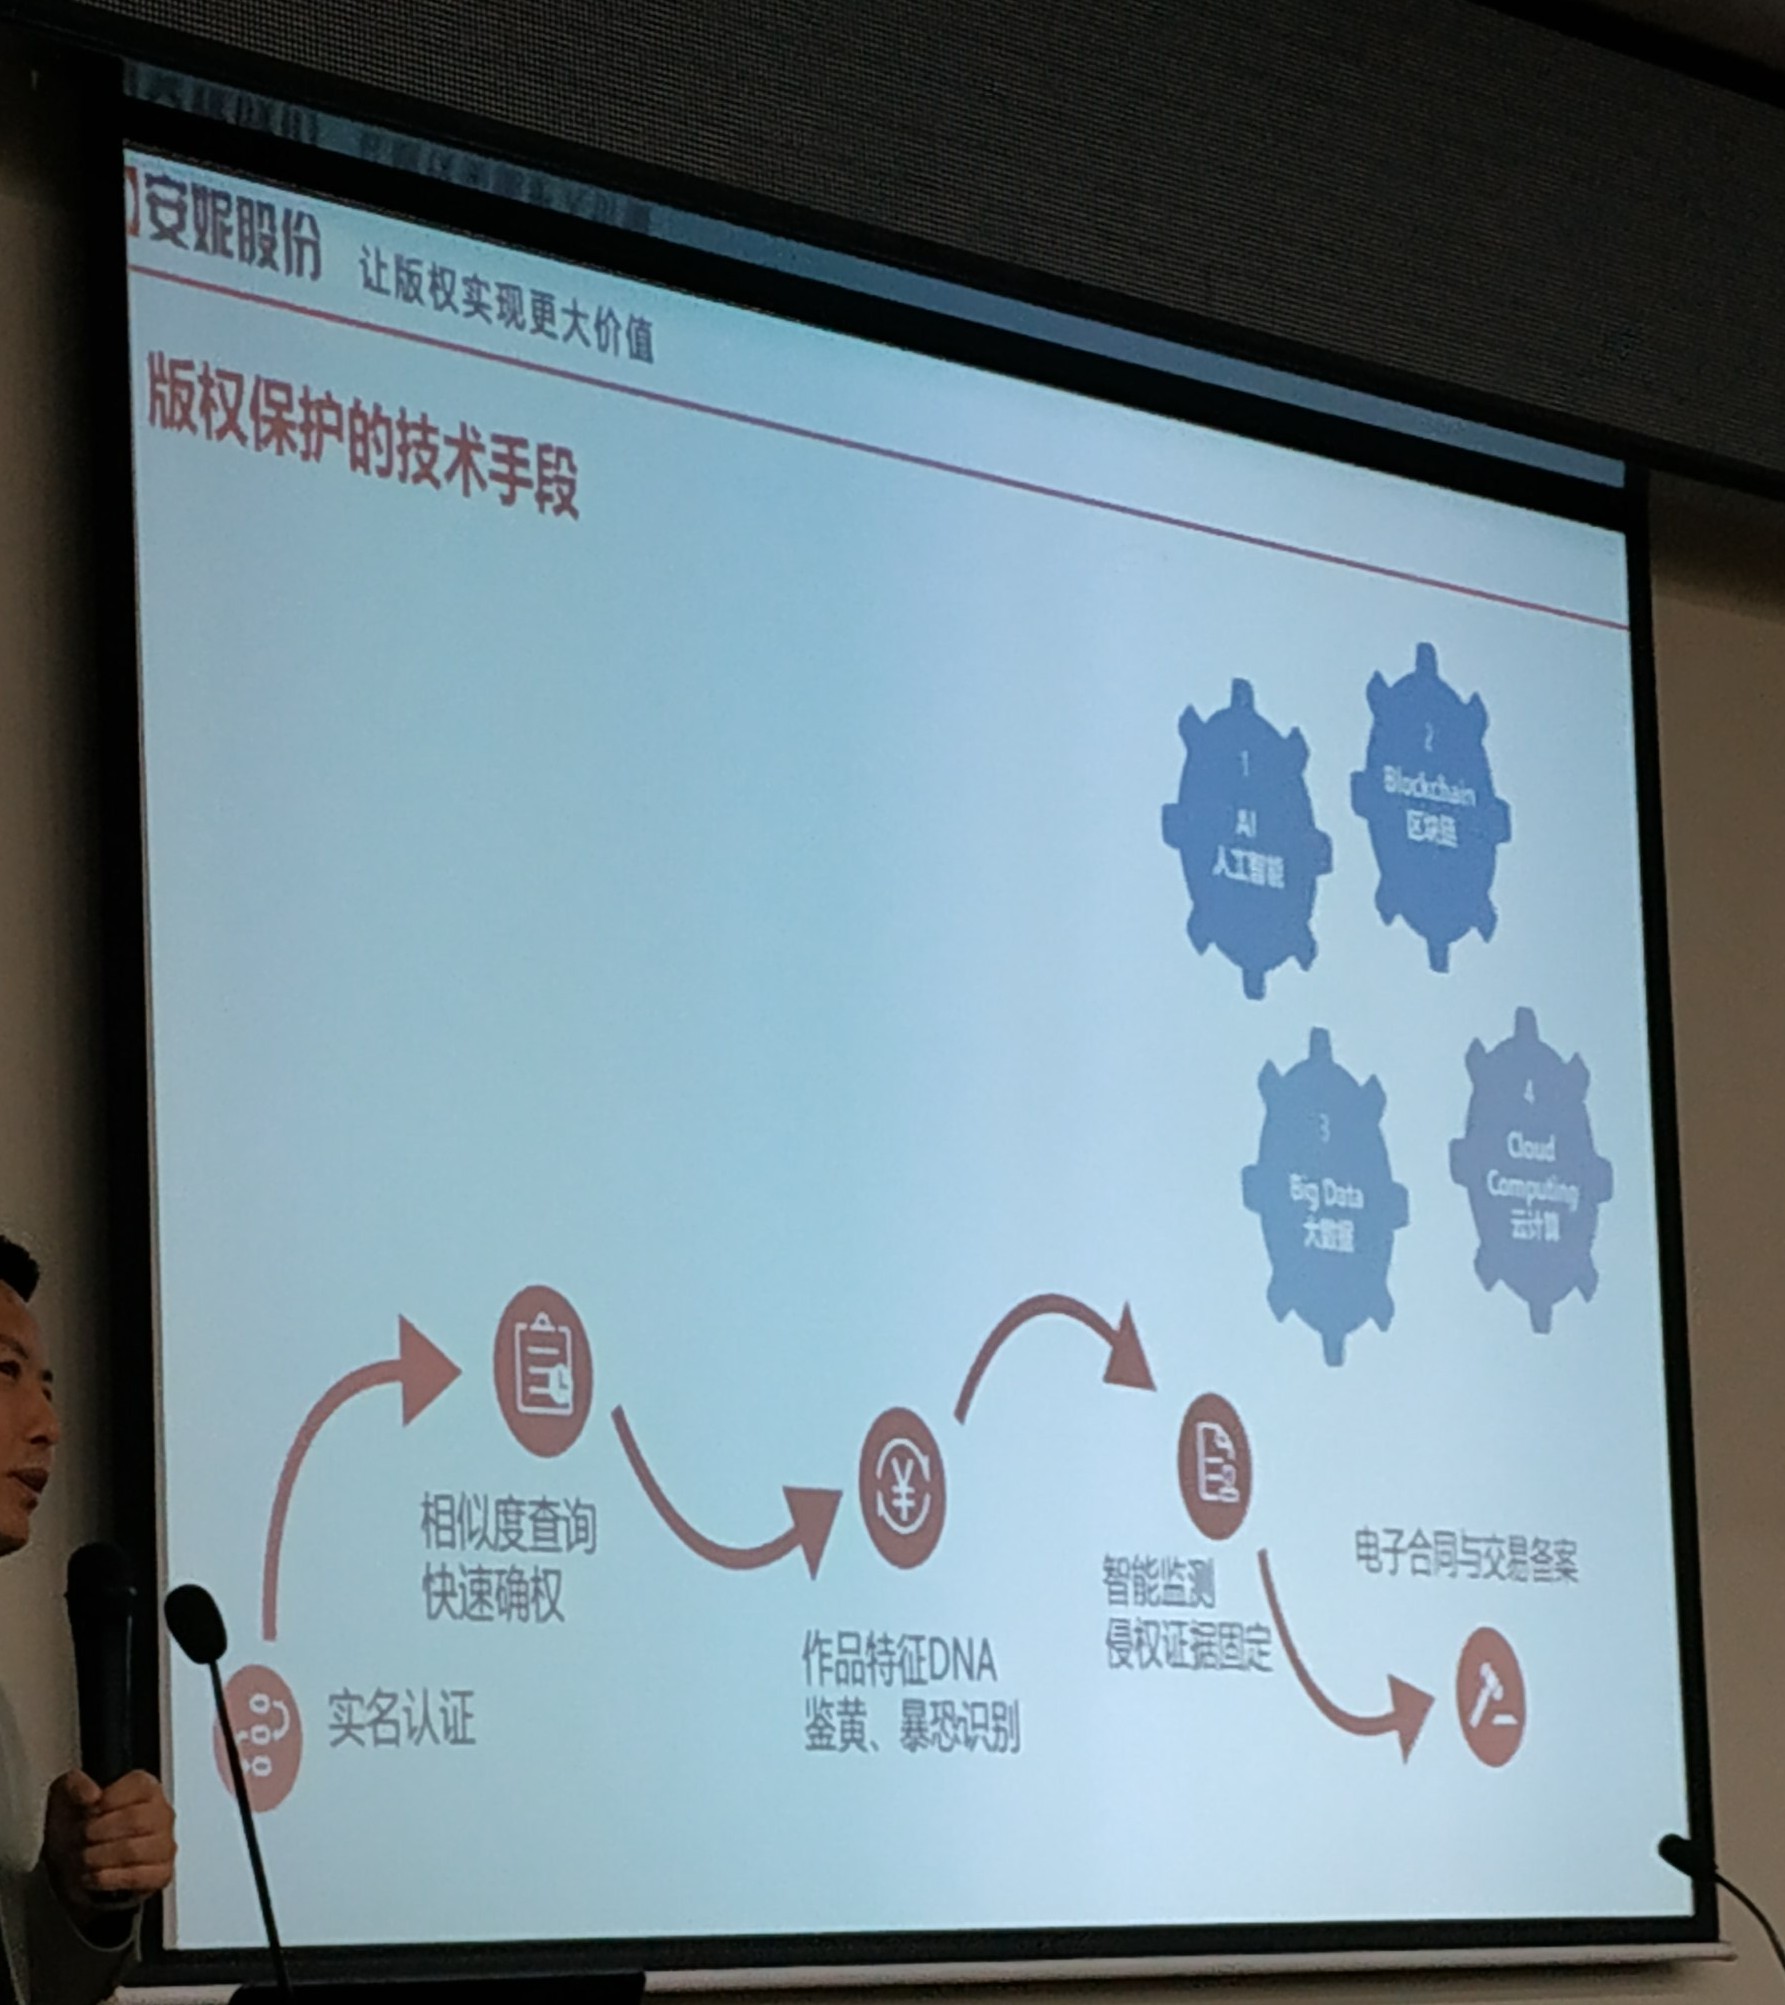 安妮股份 让版权实现更大价值
版权保护的技术手段
1
AI
人工智能
2
Blockchain
区块链
3
Big Data
大数据
4
Cloud
Computing
云计算
实名认证
相似度查询
快速确权
作品特征DNA
鉴黄、暴恐识别
智能监测
侵权证据固定
电子合同与交易备案